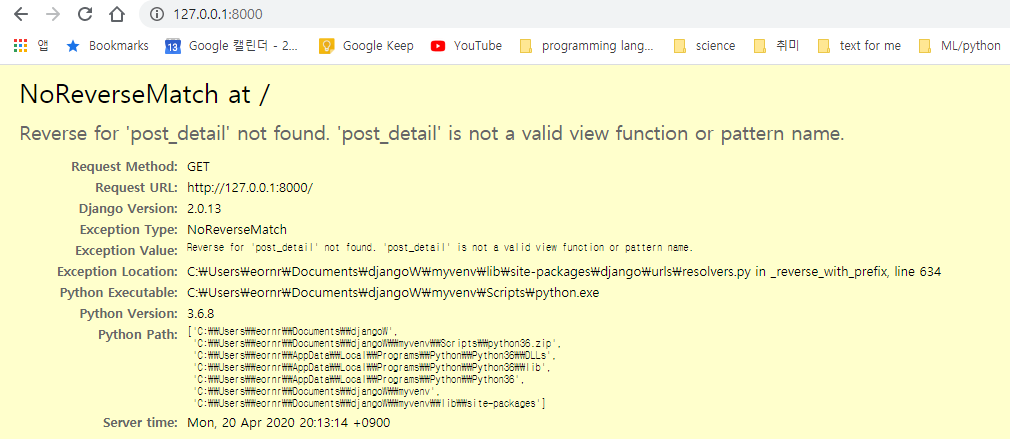 127.0.0.1:8000
앱 Bookmarks Google 캘린더 - 2... Google Keep YouTube programming lang... science 취미 text for me ML/python
NoReverseMatch at /
Reverse for 'post_detail' not found. 'post_detail' is not a valid view function or pattern name.
Request Method: GET
Request URL: http://127.0.0.1:8000/
Django Version: 2.0.13
Exception Type: NoReverseMatch
Exception Value: Reverse for 'post_detail' not found. 'post_detail' is not a valid view function or pattern name.
Exception Location: C:₩Users₩eornr₩Documents₩djangoW₩myvenv₩lib₩site-packages₩django₩urls₩resolvers.py in _reverse_with_prefix, line 634
Python Executable: C:₩Users₩eornr₩Documents₩djangoW₩myvenv₩Scripts₩python.exe
Python Version: 3.6.8
Python Path: ['C:₩₩Users₩₩eornr₩₩Documents₩₩djangoW',
'C:₩₩Users₩₩eornr₩₩Documents₩₩djangoW₩₩myvenv₩₩Scripts₩₩python36.zip',
'C:₩₩Users₩₩eornr₩₩AppData₩₩Local₩₩Programs₩₩Python₩₩Python36₩₩DLLs',
'C:₩₩Users₩₩eornr₩₩AppData₩₩Local₩₩Programs₩₩Python₩₩Python36₩₩lib',
'C:₩₩Users₩₩eornr₩₩AppData₩₩Local₩₩Programs₩₩Python₩₩Python36',
'C:₩₩Users₩₩eornr₩₩Documents₩₩djangoW₩₩myvenv',
'C:₩₩Users₩₩eornr₩₩Documents₩₩djangoW₩₩myvenv₩₩lib₩₩site-packages']
Server time: Mon, 20 Apr 2020 20:13:14 +0900